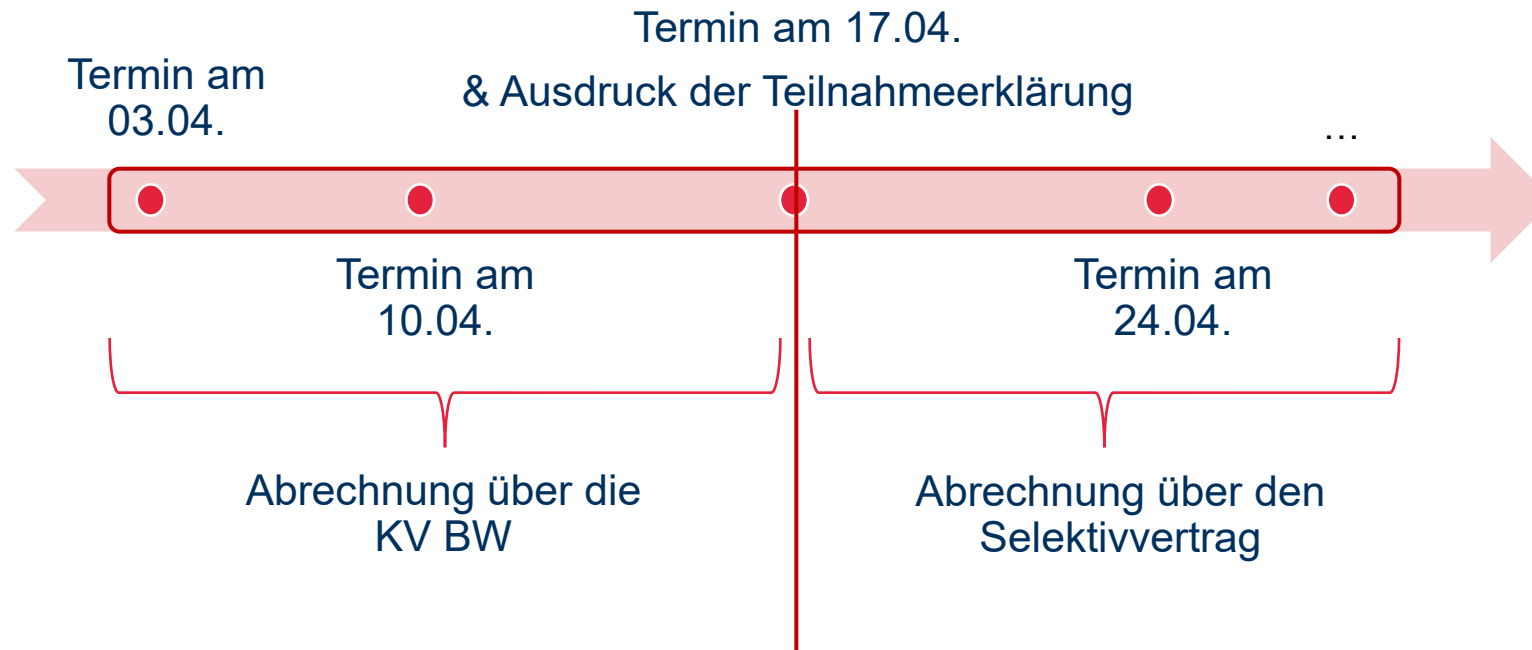 Termin am 17.04.
& Ausdruck der Teilnahmeerklärung
Termin am
03.04.
...
Termin am
10.04.
Termin am
24.04.
Abrechnung über die
KV BW
Abrechnung über den
Selektivvertrag